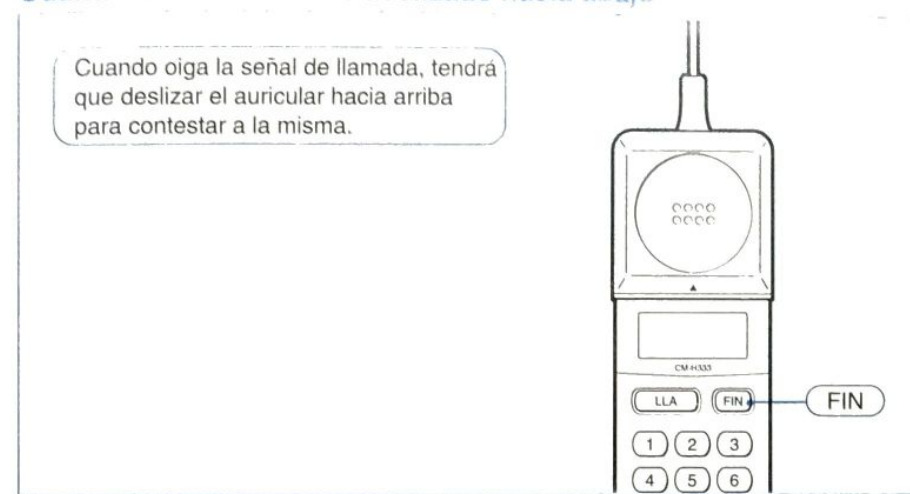 Cuando oiga la señal de llamada, tendrá
que deslizar el auricular hacia arriba
para contestar a la misma.
CM-H333
LLA
FIN
FIN
1
2
3
4
5
6